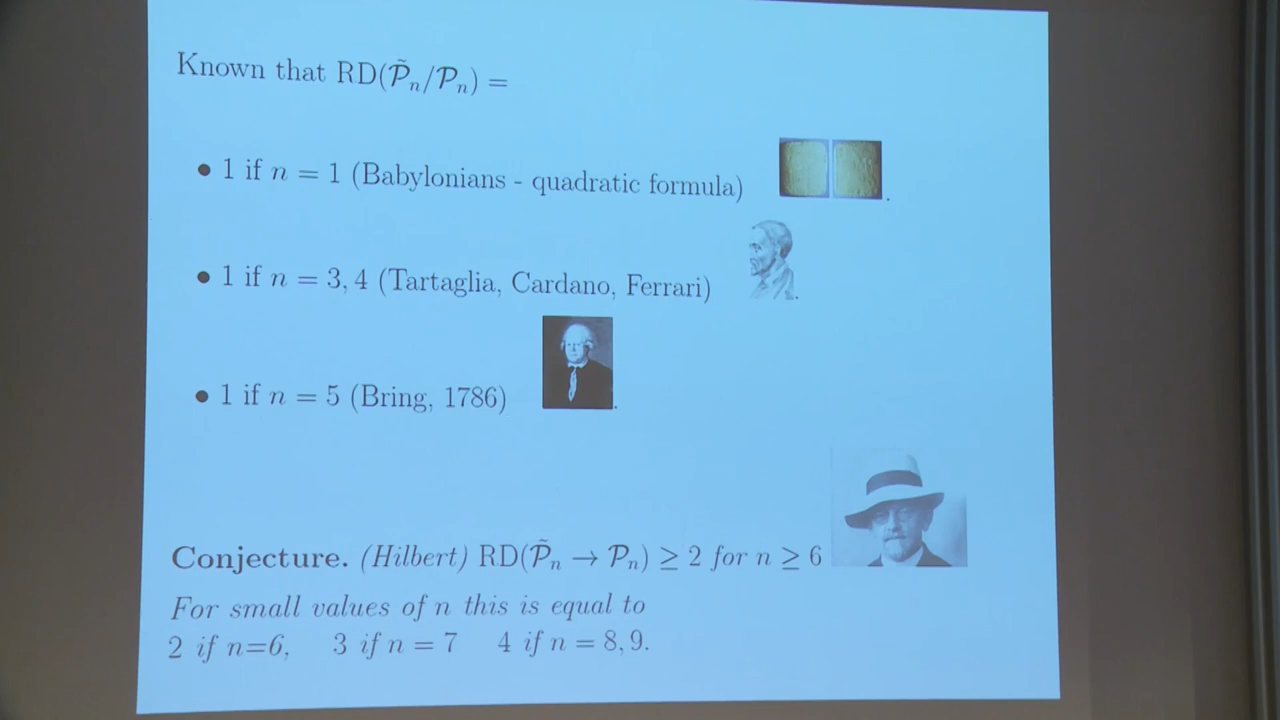 Known that RD(𝒫̃ₙ/𝒫ₙ) =
• 1 if n = 1 (Babylonians - quadratic formula)
.
• 1 if n = 3, 4 (Tartaglia, Cardano, Ferrari)
.
• 1 if n = 5 (Bring, 1786)
.
Conjecture. (Hilbert) RD(𝒫̃ₙ → 𝒫ₙ) ≥ 2 for n ≥ 6
For small values of n this is equal to
2 if n=6, 3 if n = 7 4 if n = 8, 9.